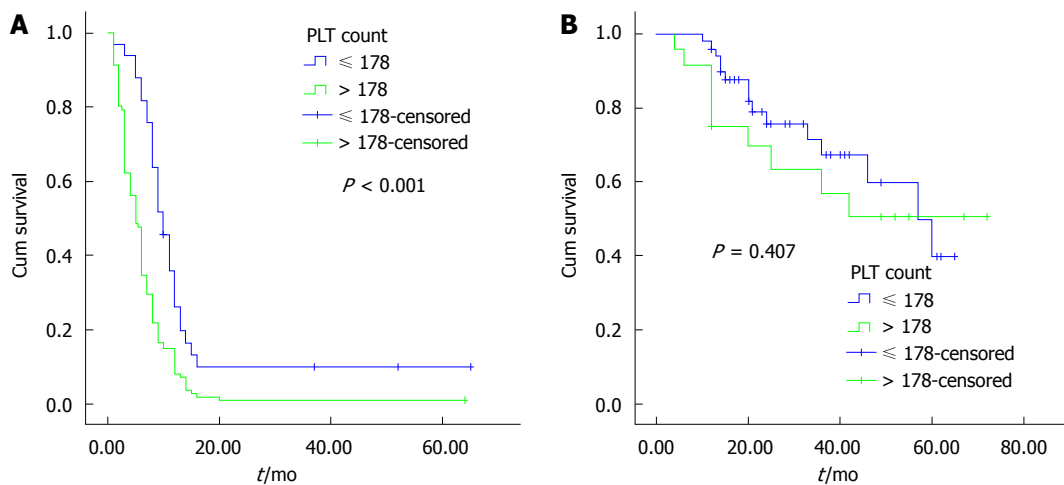 A
1.0
0.8
0.6
0.4
0.2
0.0
Cum survival
PLT count
⩽ 178
> 178
⩽ 178-censored
> 178-censored
P < 0.001
0.00 20.00 40.00 60.00
t/mo
B
1.0
0.8
0.6
0.4
0.2
0.0
Cum survival
P = 0.407
PLT count
⩽ 178
> 178
⩽ 178-censored
> 178-censored
0.00 20.00 40.00 60.00 80.00
t/mo